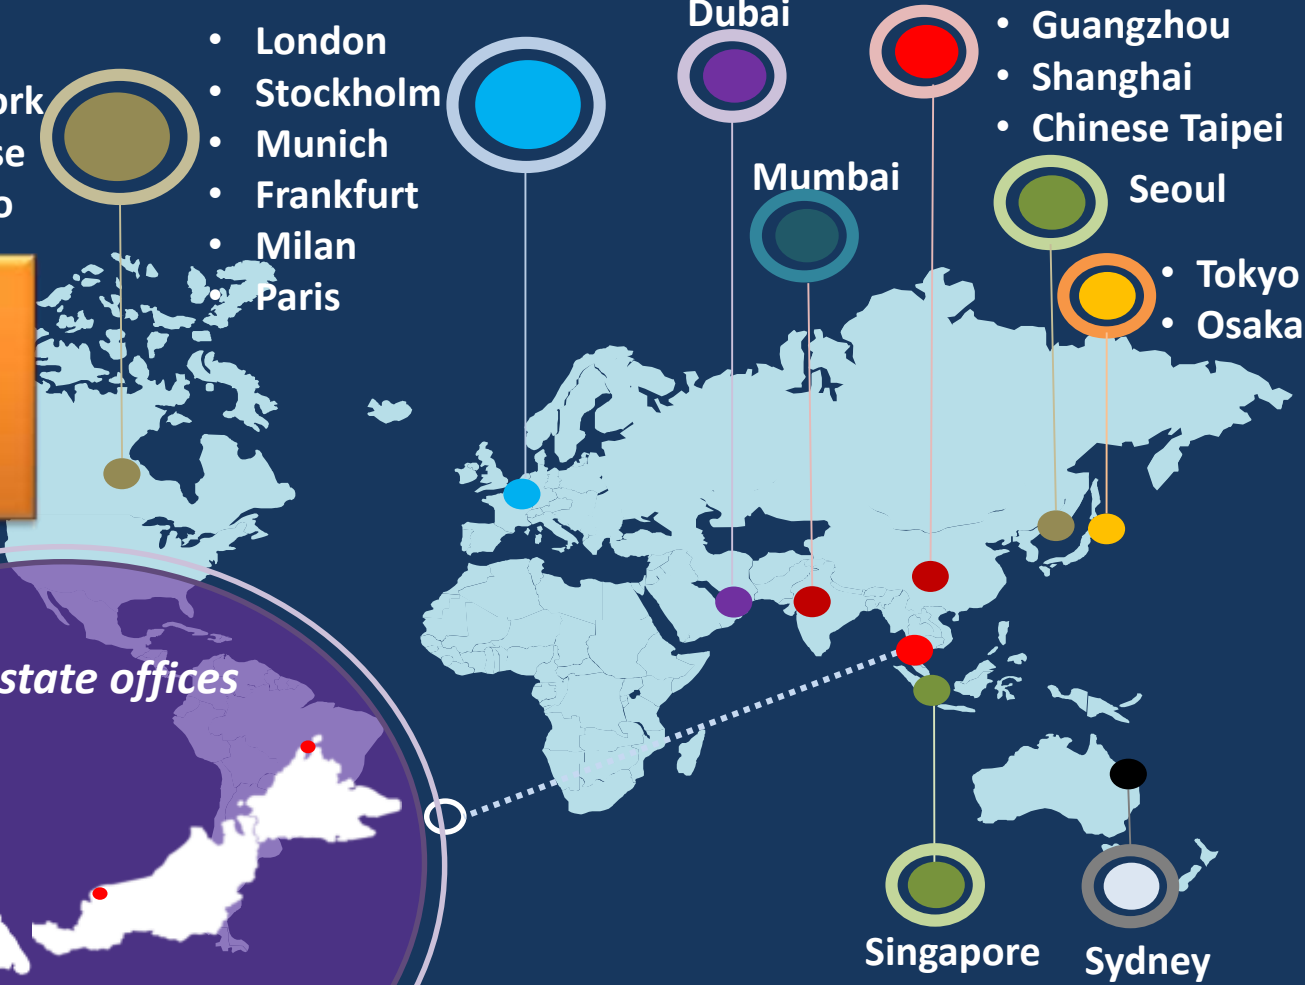 • London
• Stockholm
• Munich
• Frankfurt
• Milan
• Paris
Dubai
Mumbai
• Guangzhou
• Shanghai
• Chinese Taipei
Seoul
• Tokyo
• Osaka
state offices
Singapore
Sydney